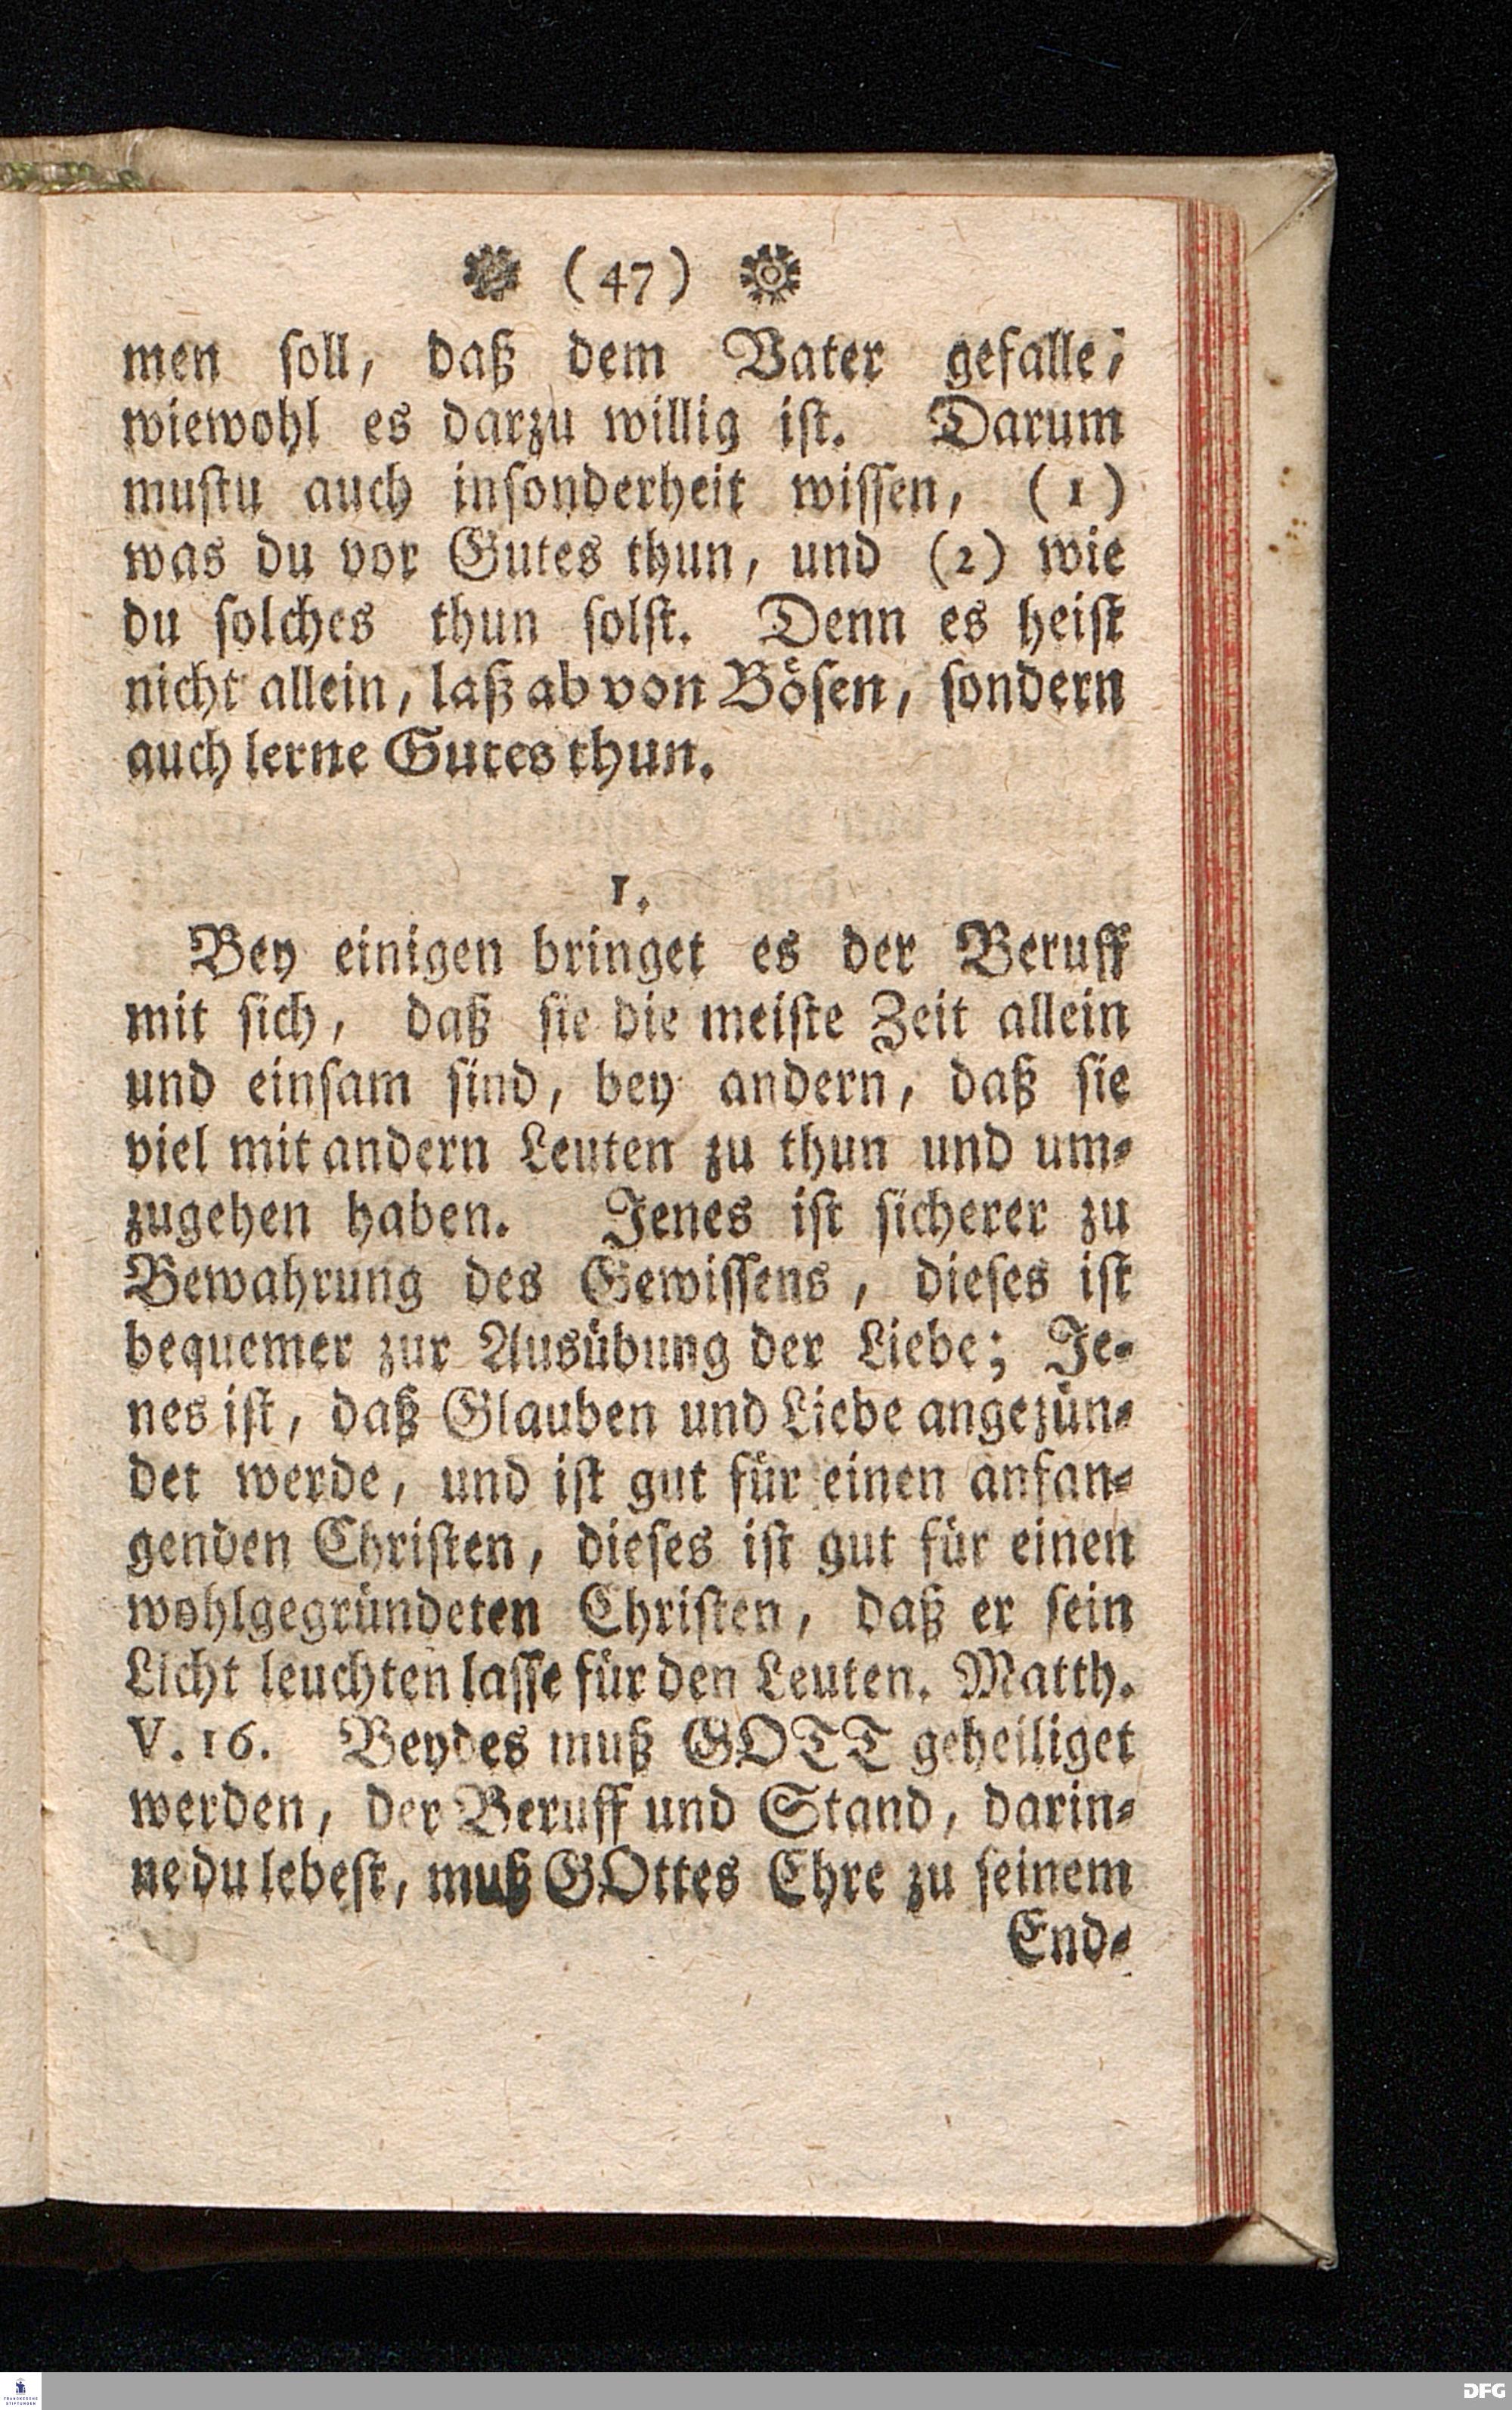 (47)
men soll, daß dem Vater gefalle,
wiewohl es darzu willig ist. Darum
mustu auch insonderheit wissen, (1)
was du vor Gutes thun, und (2) wie
du solches thun solst. Denn es heist
nicht allein, laß ab von Bösen, sondern
auch lerne Gutes thun.
1.
Bey einigen bringet es der Beruff
mit sich, daß sie die meiste Zeit allein
und einsam sind, bey andern, daß sie
viel mit andern Leuten zu thun und um-
zugehen haben. Jenes ist sicherer zu
Bewahrung des Gewissens, dieses ist
bequemer zur Ausübung der Liebe; Je-
nes ist, daß Glauben und Liebe angezün-
det werde, und ist gut für einen anfan-
genden Christen, dieses ist gut für einen
wohlgegründeten Christen, daß er sein
Licht leuchten lasse für den Leuten. Matth.
V. 16. Beydes muß GOTT geheiliget
werden, der Beruff und Stand, darin-
ne du lebest, muß GOttes Ehre zu seinem
End-
FRANCKESCHE
STIFTUNGEN
DFG